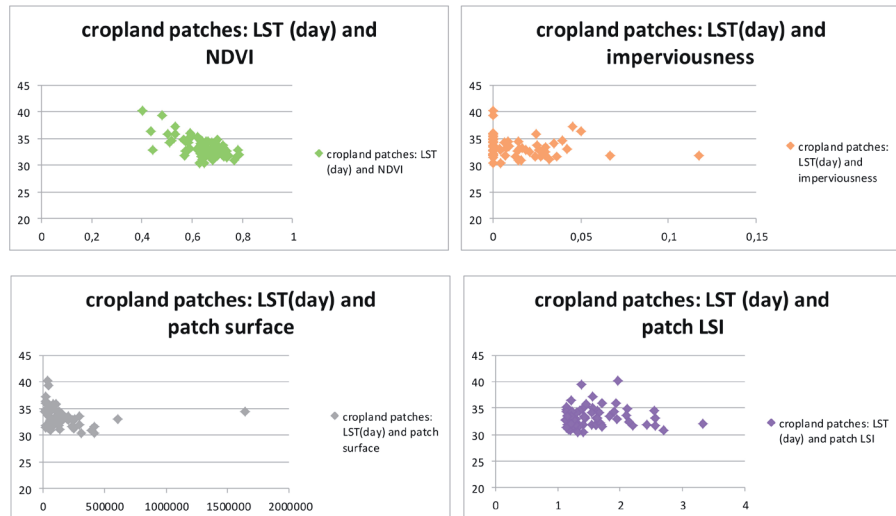 cropland patches: LST (day) and
NDVI
45
40
35
30
25
20
0
0,2
0,4
0,6
0,8
1
cropland patches: LST
(day) and NDVI
cropland patches: LST(day) and
imperviousness
45
40
35
30
25
20
0
0,05
0,1
0,15
cropland patches:
LST(day) and
imperviousness
cropland patches: LST(day) and
patch surface
45
40
35
30
25
20
0
500000
1000000
1500000
2000000
cropland patches:
LST(day) and patch
surface
cropland patches: LST (day) and
patch LSI
45
40
35
30
25
20
0
1
2
3
4
cropland patches: LST
(day) and patch LSI